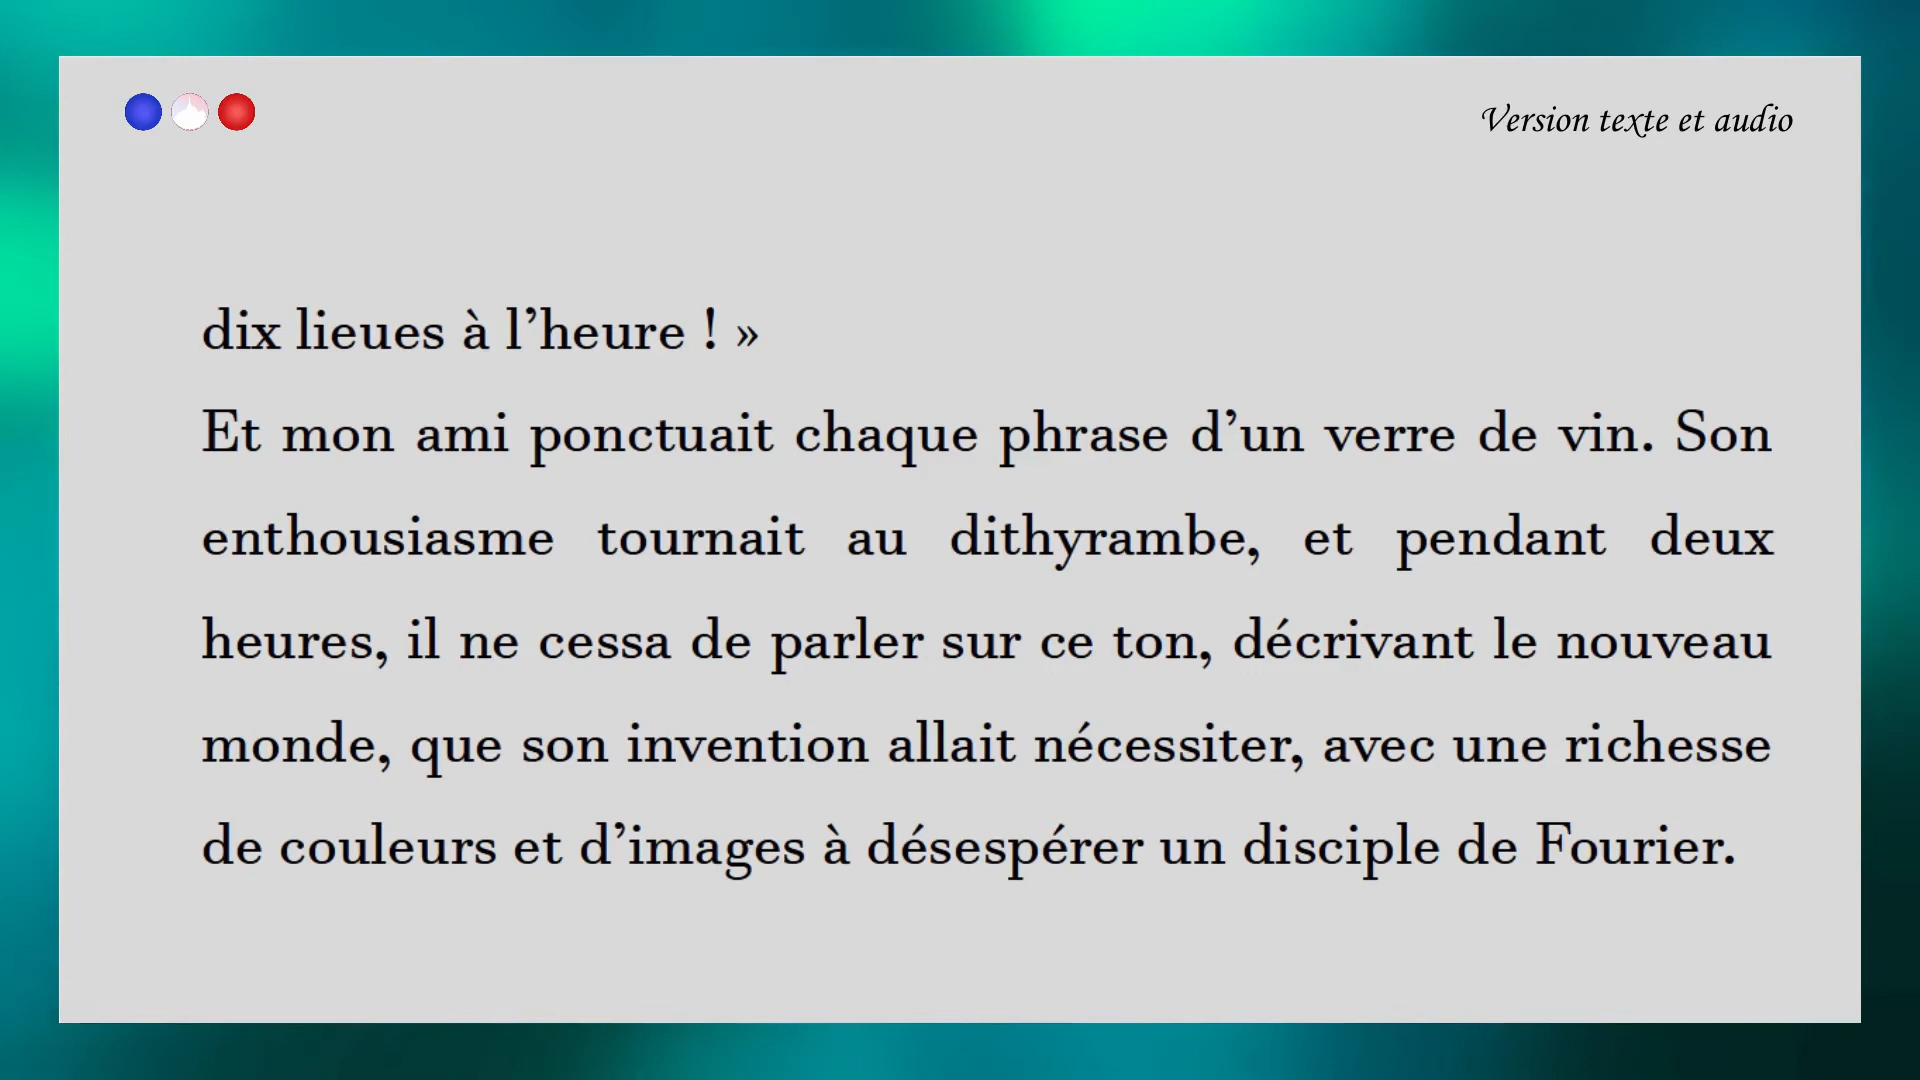 Version texte et audio
dix lieues à l’heure ! »
Et mon ami ponctuait chaque phrase d’un verre de vin. Son
enthousiasme tournait au dithyrambe, et pendant deux
heures, il ne cessa de parler sur ce ton, décrivant le nouveau
monde, que son invention allait nécessiter, avec une richesse
de couleurs et d’images à désespérer un disciple de Fourier.